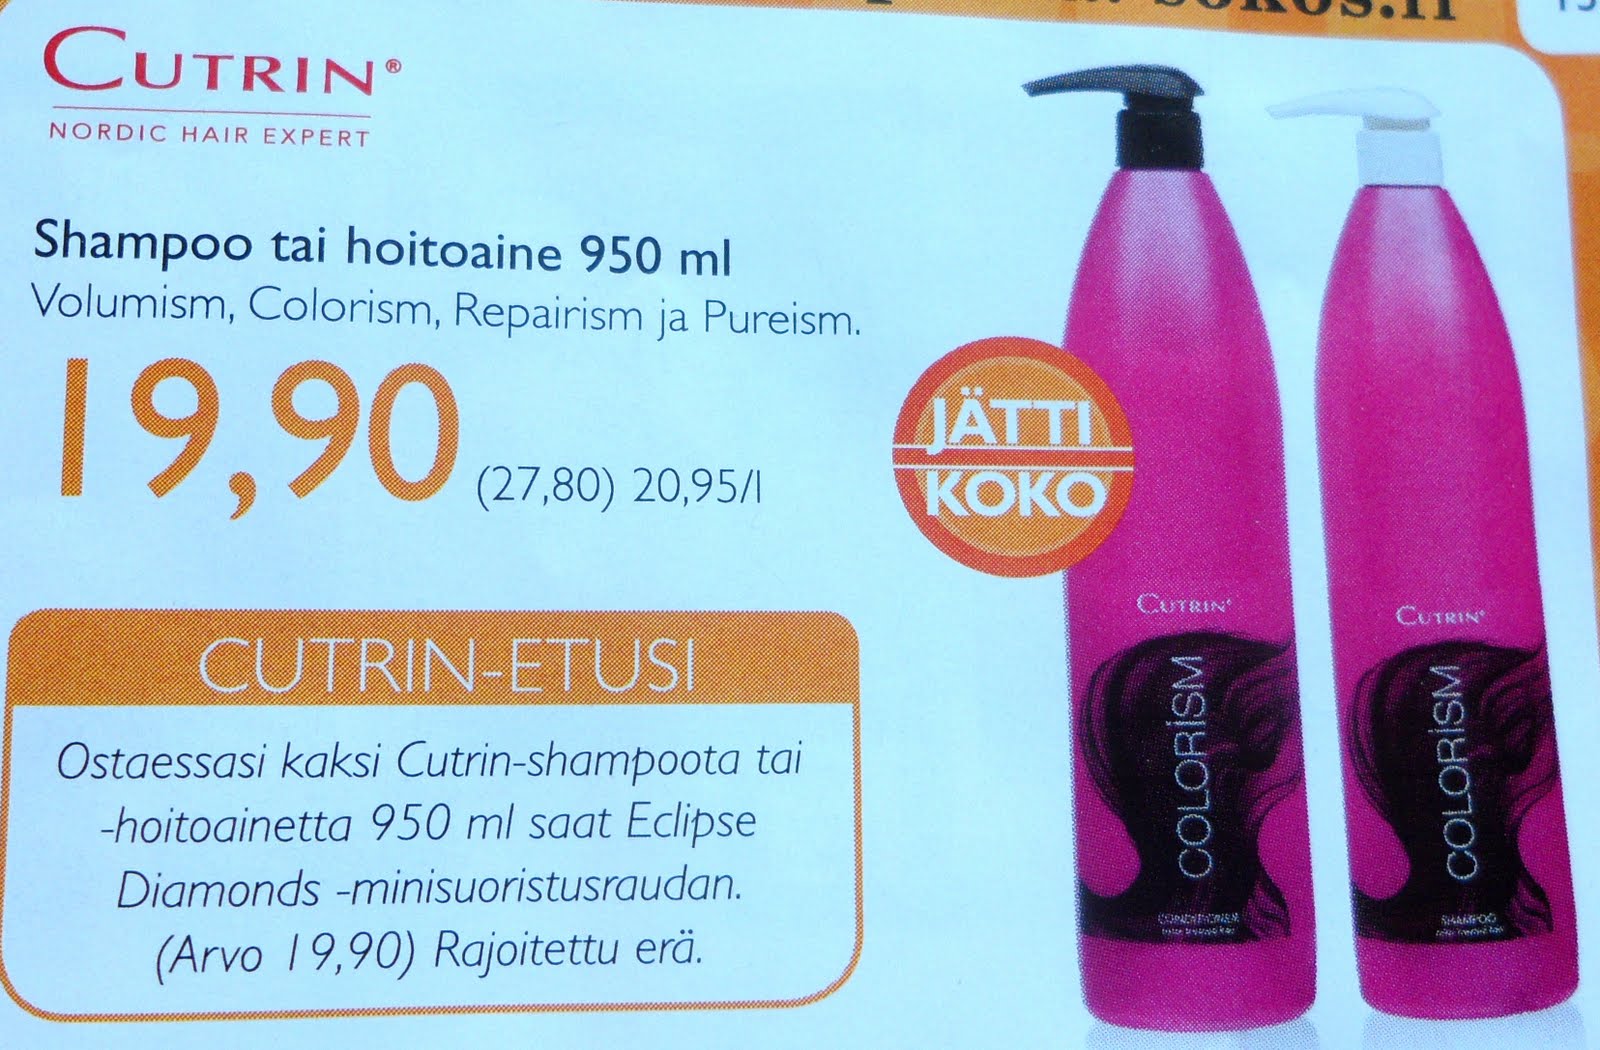 sokos.fi
CUTRIN®
NORDIC HAIR EXPERT
Shampoo tai hoitoaine 950 ml
Volumism, Colorism, Repairism ja Pureism.
19,90 (27,80) 20,95/l
JÄTTI
KOKO
CUTRIN-ETUSI
Ostaessasi kaksi Cutrin-shampoota tai
-hoitoainetta 950 ml saat Eclipse
Diamonds -minisuoristusraudan.
(Arvo 19,90) Rajoitettu erä.
CUTRIN®
COLORISM
CONDITIONER
CUTRIN®
COLORISM
SHAMPOO